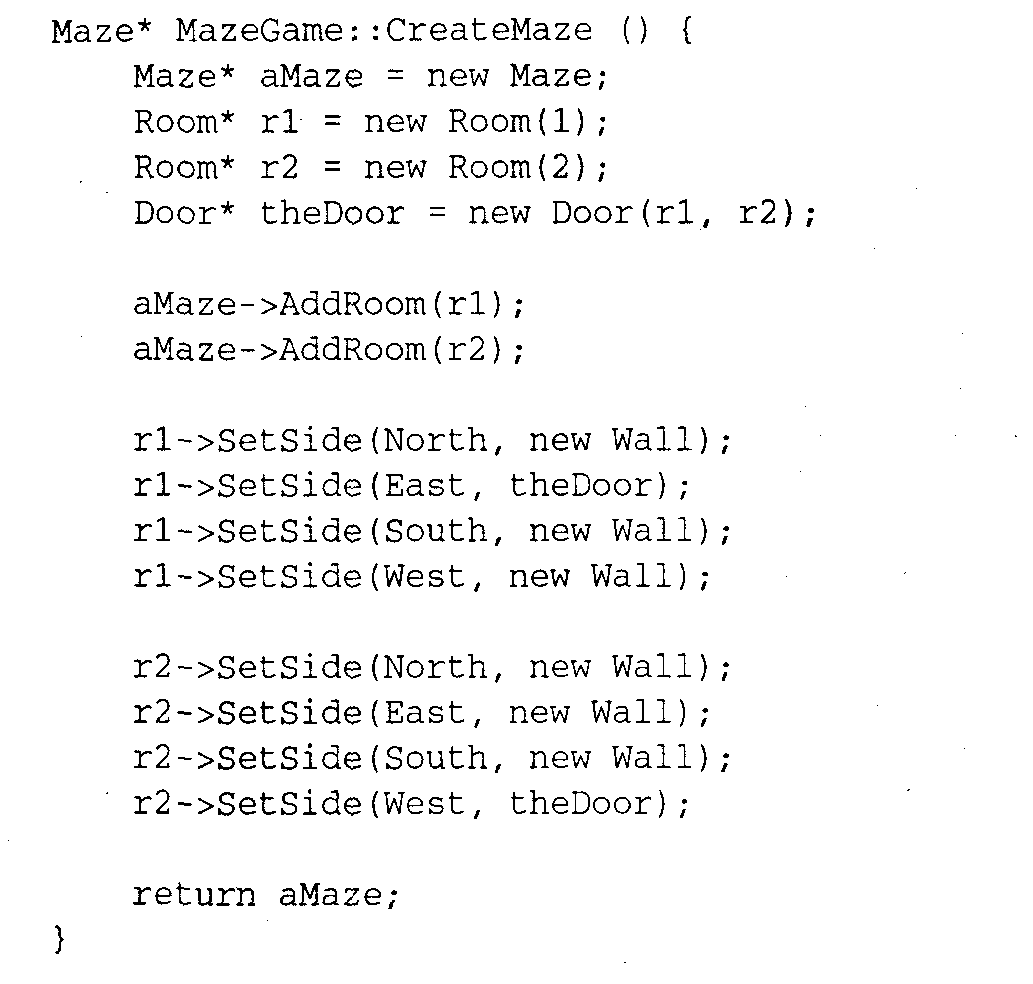 Maze* MazeGame::CreateMaze () {
    Maze* aMaze = new Maze;
    Room* r1 = new Room(1);
    Room* r2 = new Room(2);
    Door* theDoor = new Door(r1, r2);

    aMaze->AddRoom(r1);
    aMaze->AddRoom(r2);

    r1->SetSide(North, new Wall);
    r1->SetSide(East, theDoor);
    r1->SetSide(South, new Wall);
    r1->SetSide(West, new Wall);

    r2->SetSide(North, new Wall);
    r2->SetSide(East, new Wall);
    r2->SetSide(South, new Wall);
    r2->SetSide(West, theDoor);

    return aMaze;
}